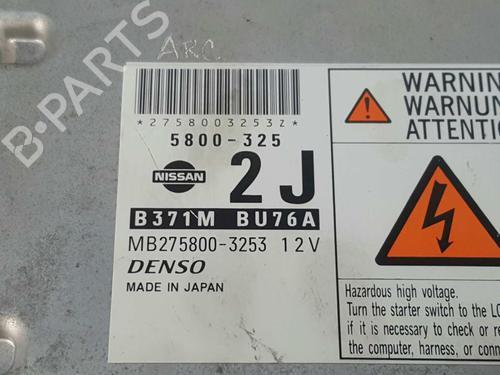 ARC
*2758003253Z*
5800-325
NISSAN
2J
B371M BU76A
MB275800-3253 12V
DENSO
MADE IN JAPAN
WARNIN
WARNUN
ATTENTI
Hazardous high voltage.
Turn the starter switch to the LO
if it is necessary to check or re
the computer, harness, or conne
B PARTS